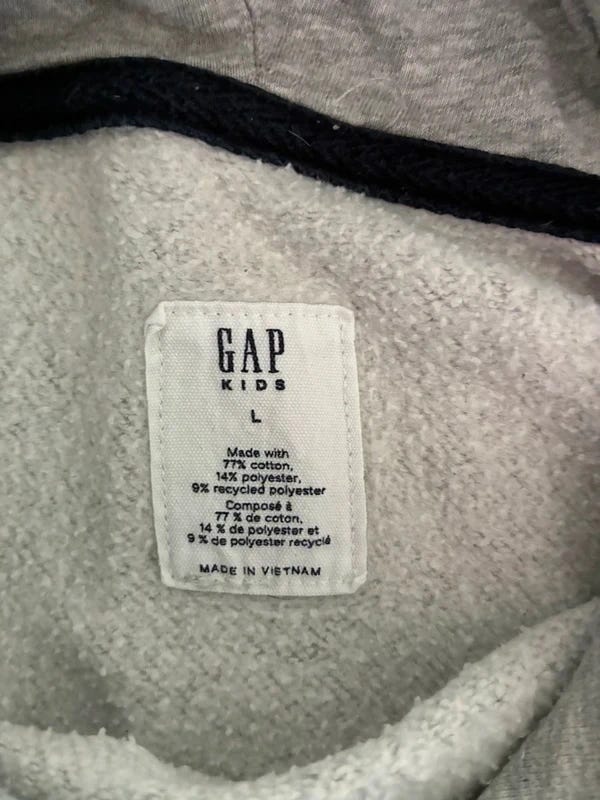 GAP
KIDS
L
Made with
77% cotton,
14% polyester,
9% recycled polyester
Composé à
77 % de coton,
14 % de polyester et
9 % de polyester recyclé
MADE IN VIETNAM